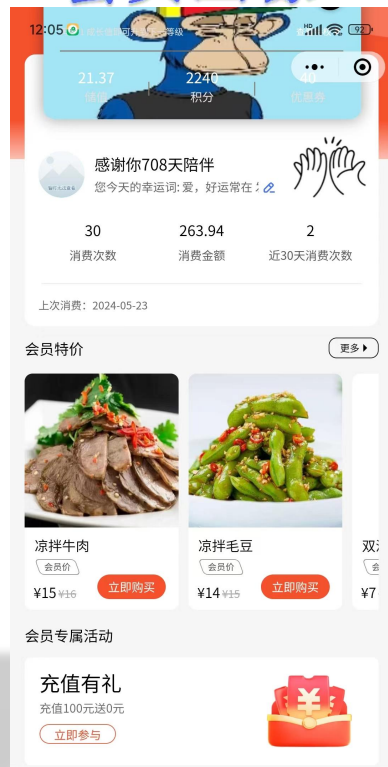 12:05
92
21.37
2240
40
储值
积分
优惠券
感谢你708天陪伴
您今天的幸运词:爱，好运常在
30
263.94
2
消费次数
消费金额
近30天消费次数
上次消费：2024-05-23
会员特价
更多
凉拌牛肉
凉拌毛豆
会员价
会员价
¥15 ¥16
立即购买
¥14 ¥15
立即购买
¥7
会员专属活动
充值有礼
充值100元送0元
立即参与